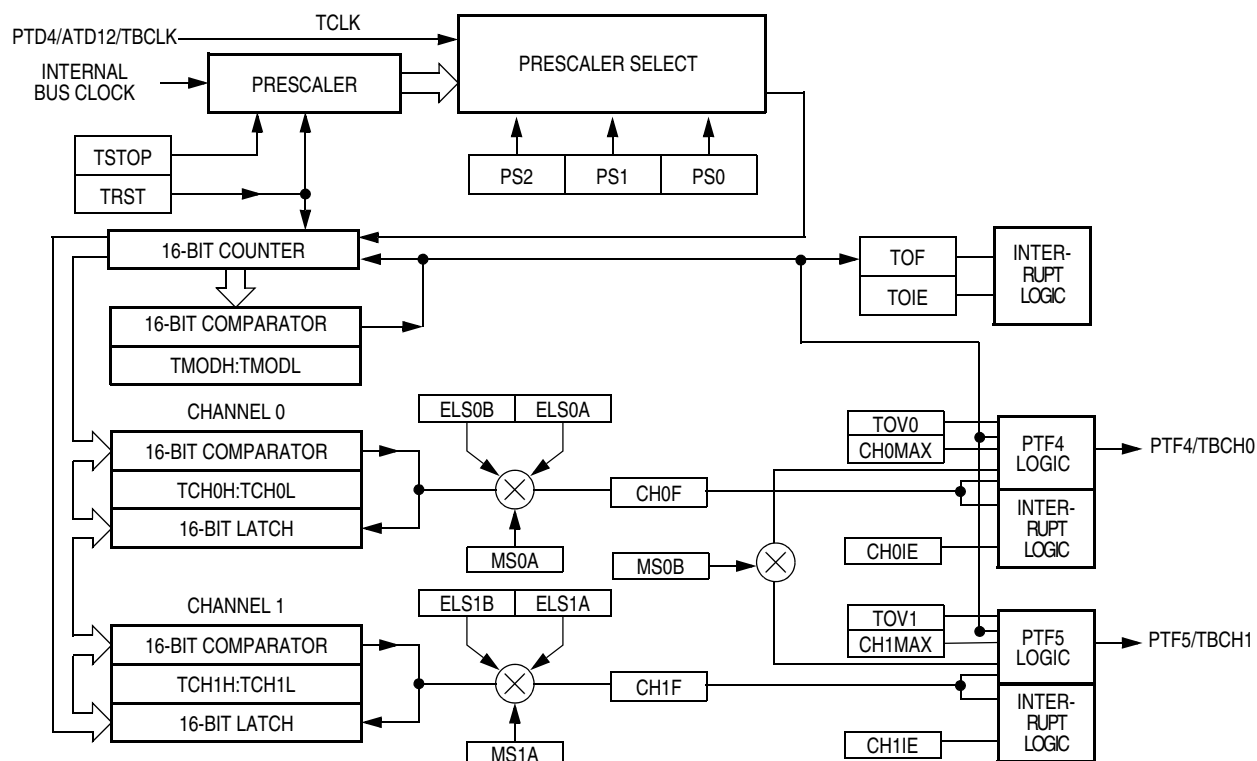 TCLK
PTD4/ATD12/TBCLK
PRESCALER SELECT
INTERNAL
BUS CLOCK
PRESCALER
TSTOP
TRST
PS2 PS1 PS0
16-BIT COUNTER
TOF
TOIE
INTER-
RUPT
LOGIC
16-BIT COMPARATOR
TMODH:TMODL
CHANNEL 0
ELS0B ELS0A
16-BIT COMPARATOR
TCH0H:TCH0L
16-BIT LATCH
MS0A
CH0F
TOV0
CH0MAX
PTF4
LOGIC
PTF4/TBCH0
INTER-
RUPT
LOGIC
CH0IE
MS0B
CHANNEL 1
ELS1B ELS1A
16-BIT COMPARATOR
TCH1H:TCH1L
16-BIT LATCH
MS1A
CH1F
TOV1
CH1MAX
PTF5
LOGIC
PTF5/TBCH1
INTER-
RUPT
LOGIC
CH1IE